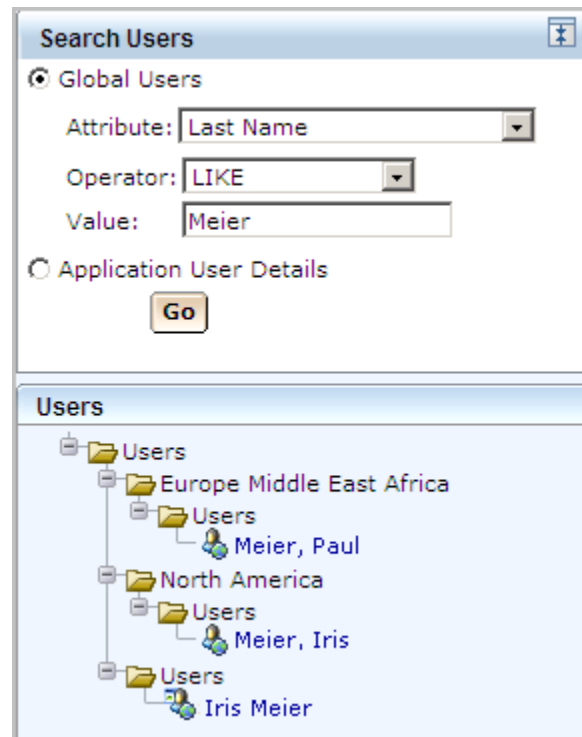 Search Users
Global Users
Attribute: Last Name
Operator: LIKE
Value: Meier
Application User Details
Go
Users
Users
Europe Middle East Africa
Users
Meier, Paul
North America
Users
Meier, Iris
Users
Iris Meier